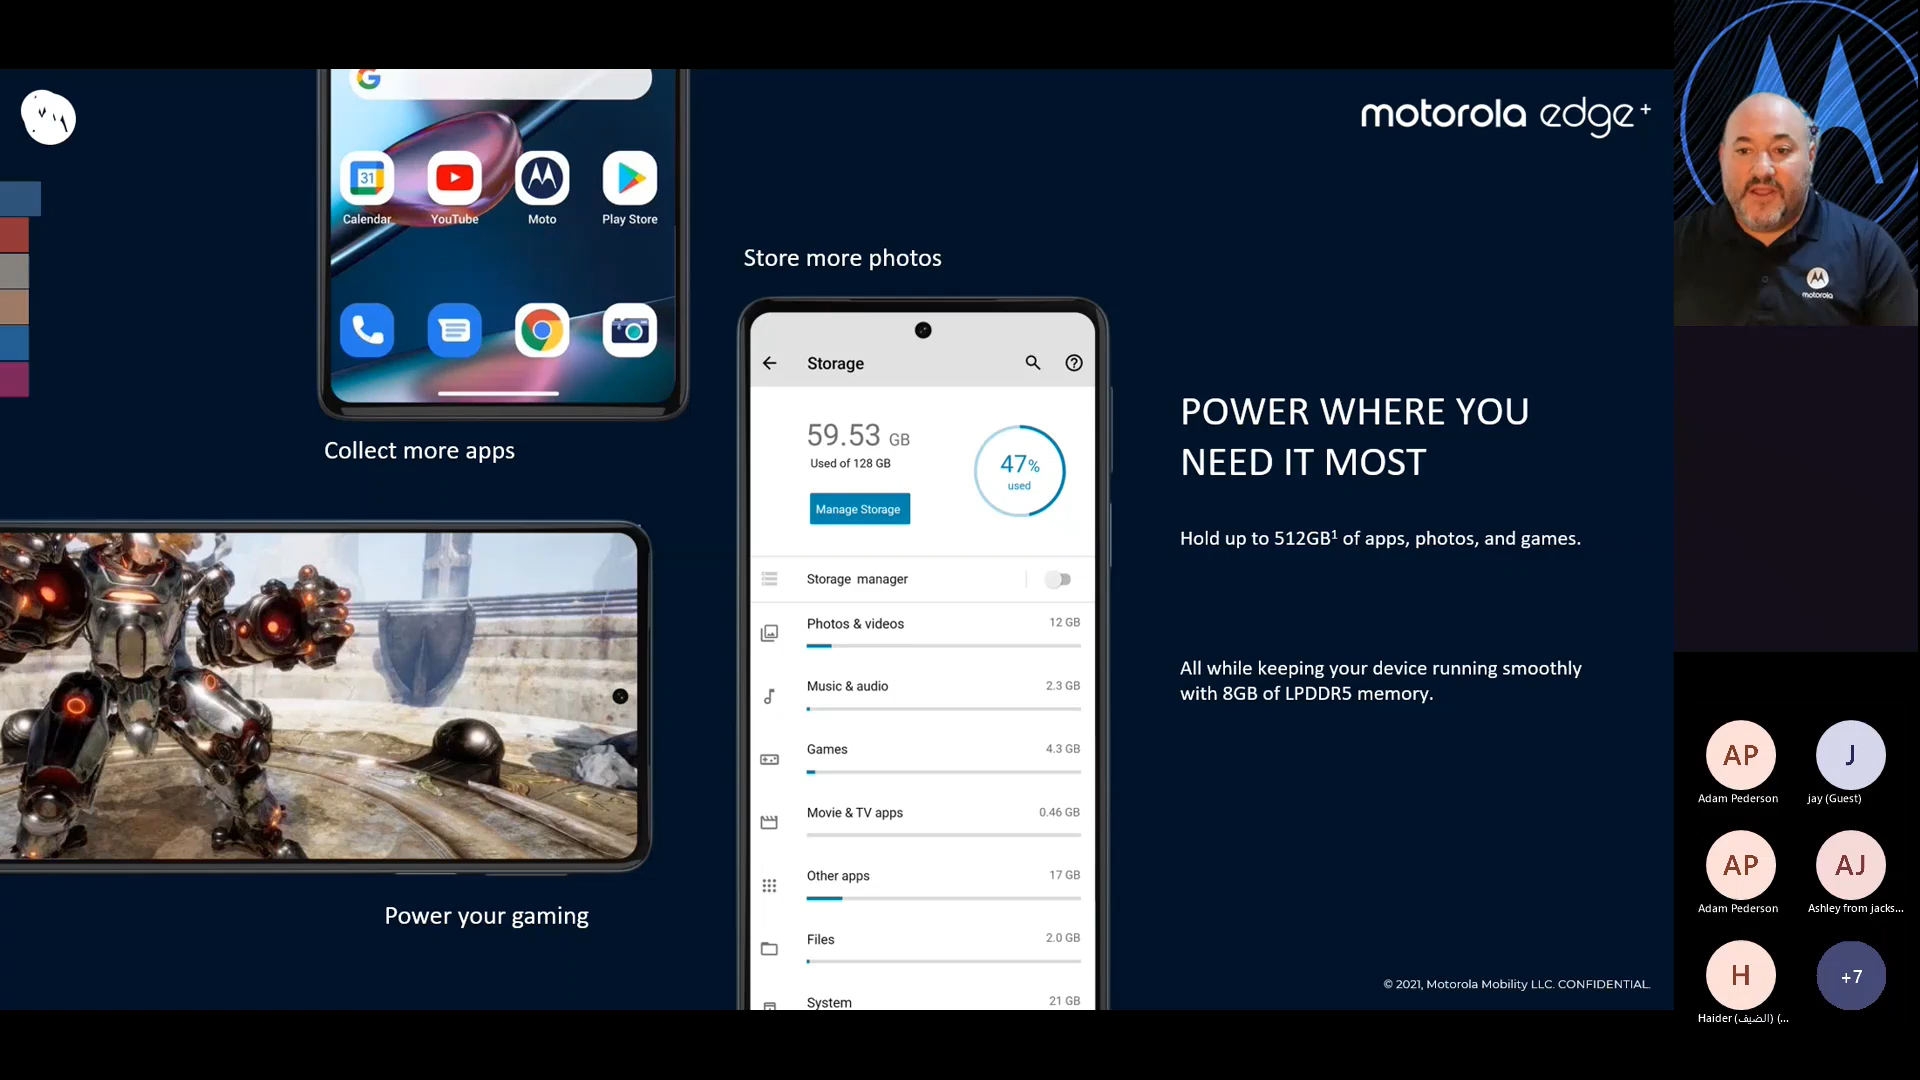 motorola edge+
31
Calendar
YouTube
Moto
Play Store
Collect more apps
Power your gaming
Store more photos
Storage
59.53 GB
Used of 128 GB
47%
used
Manage Storage
Storage manager
Photos & videos 12 GB
Music & audio 2.3 GB
Games 4.3 GB
Movie & TV apps 0.46 GB
Other apps 17 GB
Files 2.0 GB
System 21 GB
POWER WHERE YOU
NEED IT MOST
Hold up to 512GB¹ of apps, photos, and games.
All while keeping your device running smoothly
with 8GB of LPDDR5 memory.
© 2021, Motorola Mobility LLC. CONFIDENTIAL.
motorola
AP
Adam Pederson
J
jay (Guest)
AP
Adam Pederson
AJ
Ashley from jacks...
H
Haider (الضيف) (...
+7